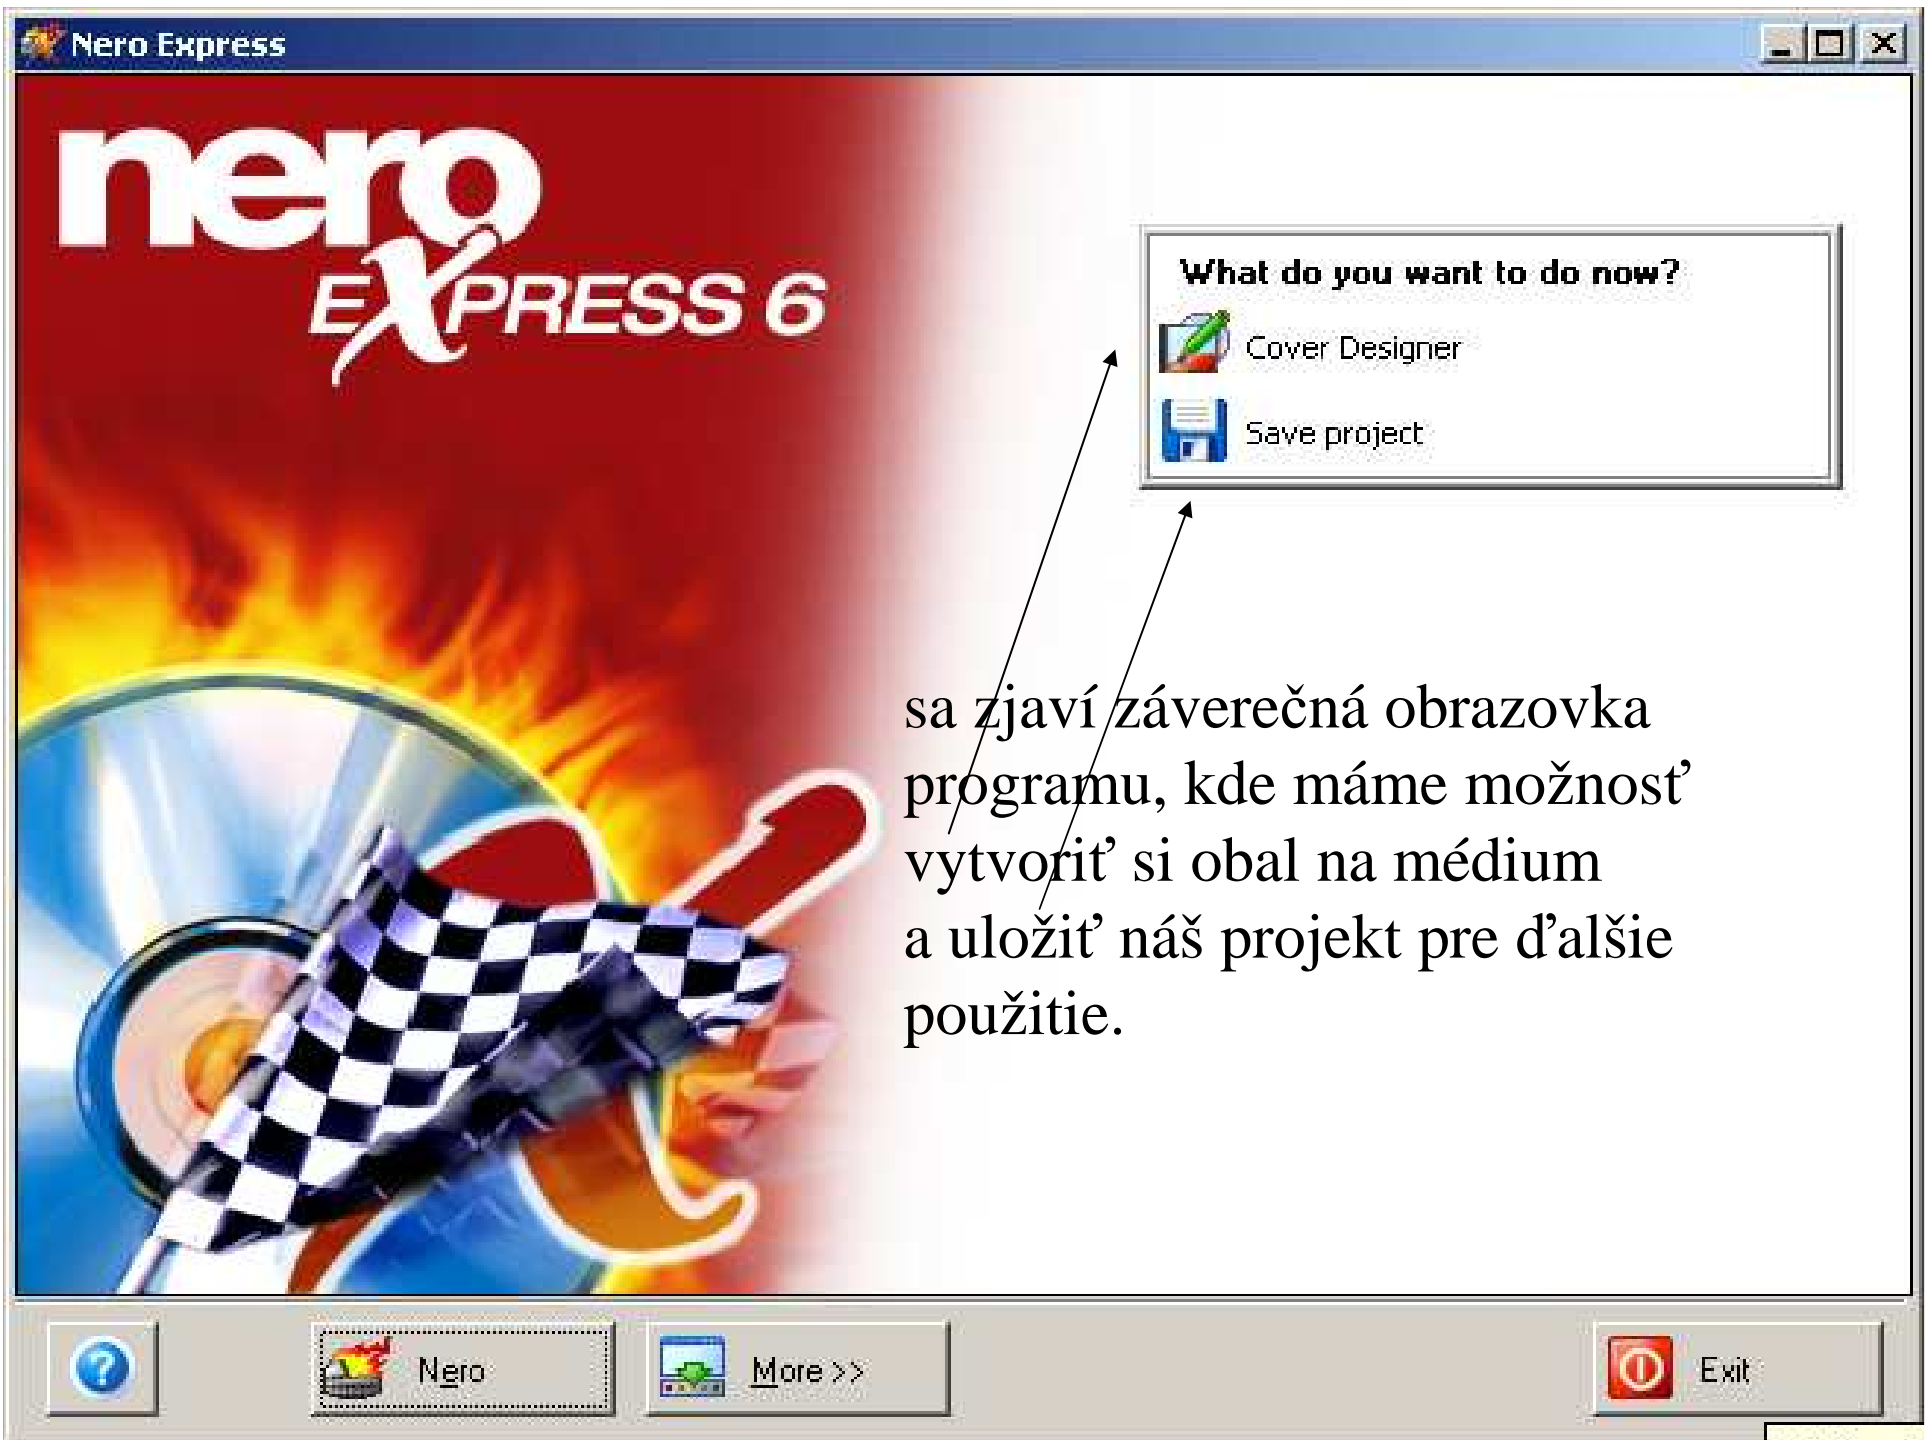 Nero Express
nero
EXPRESS 6
What do you want to do now?
Cover Designer
Save project
sa zjaví záverečná obrazovka
programu, kde máme možnosť
vytvoriť si obal na médium
a uložiť náš projekt pre ďalšie
použitie.
Nero
More >>
Exit